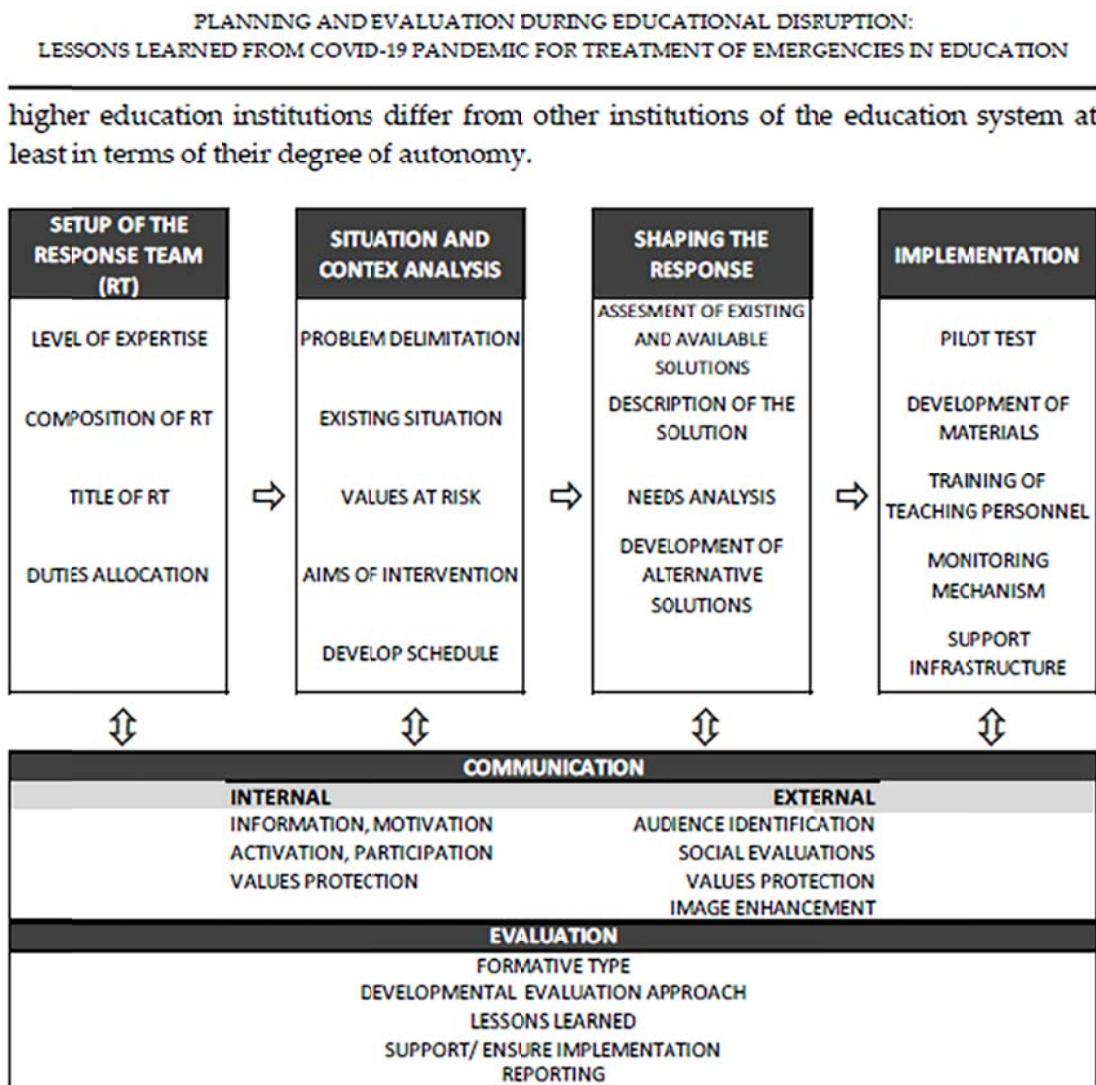 PLANNING AND EVALUATION DURING EDUCATIONAL DISRUPTION:
LESSONS LEARNED FROM COVID-19 PANDEMIC FOR TREATMENT OF EMERGENCIES IN EDUCATION
higher education institutions differ from other institutions of the education system at
least in terms of their degree of autonomy.
SETUP OF THE
RESPONSE TEAM
(RT)
LEVEL OF EXPERTISE
COMPOSITION OF RT
TITLE OF RT
DUTIES ALLOCATION
SITUATION AND
CONTEX ANALYSIS
PROBLEM DELIMITATION
EXISTING SITUATION
VALUES AT RISK
AIMS OF INTERVENTION
DEVELOP SCHEDULE
SHAPING THE
RESPONSE
ASSESMENT OF EXISTING
AND AVAILABLE
SOLUTIONS
DESCRIPTION OF THE
SOLUTION
NEEDS ANALYSIS
DEVELOPMENT OF
ALTERNATIVE
SOLUTIONS
IMPLEMENTATION
PILOT TEST
DEVELOPMENT OF
MATERIALS
TRAINING OF
TEACHING PERSONNEL
MONITORING
MECHANISM
SUPPORT
INFRASTRUCTURE
COMMUNICATION
INTERNAL
INFORMATION, MOTIVATION
ACTIVATION, PARTICIPATION
VALUES PROTECTION
EXTERNAL
AUDIENCE IDENTIFICATION
SOCIAL EVALUATIONS
VALUES PROTECTION
IMAGE ENHANCEMENT
EVALUATION
FORMATIVE TYPE
DEVELOPMENTAL EVALUATION APPROACH
LESSONS LEARNED
SUPPORT/ ENSURE IMPLEMENTATION
REPORTING